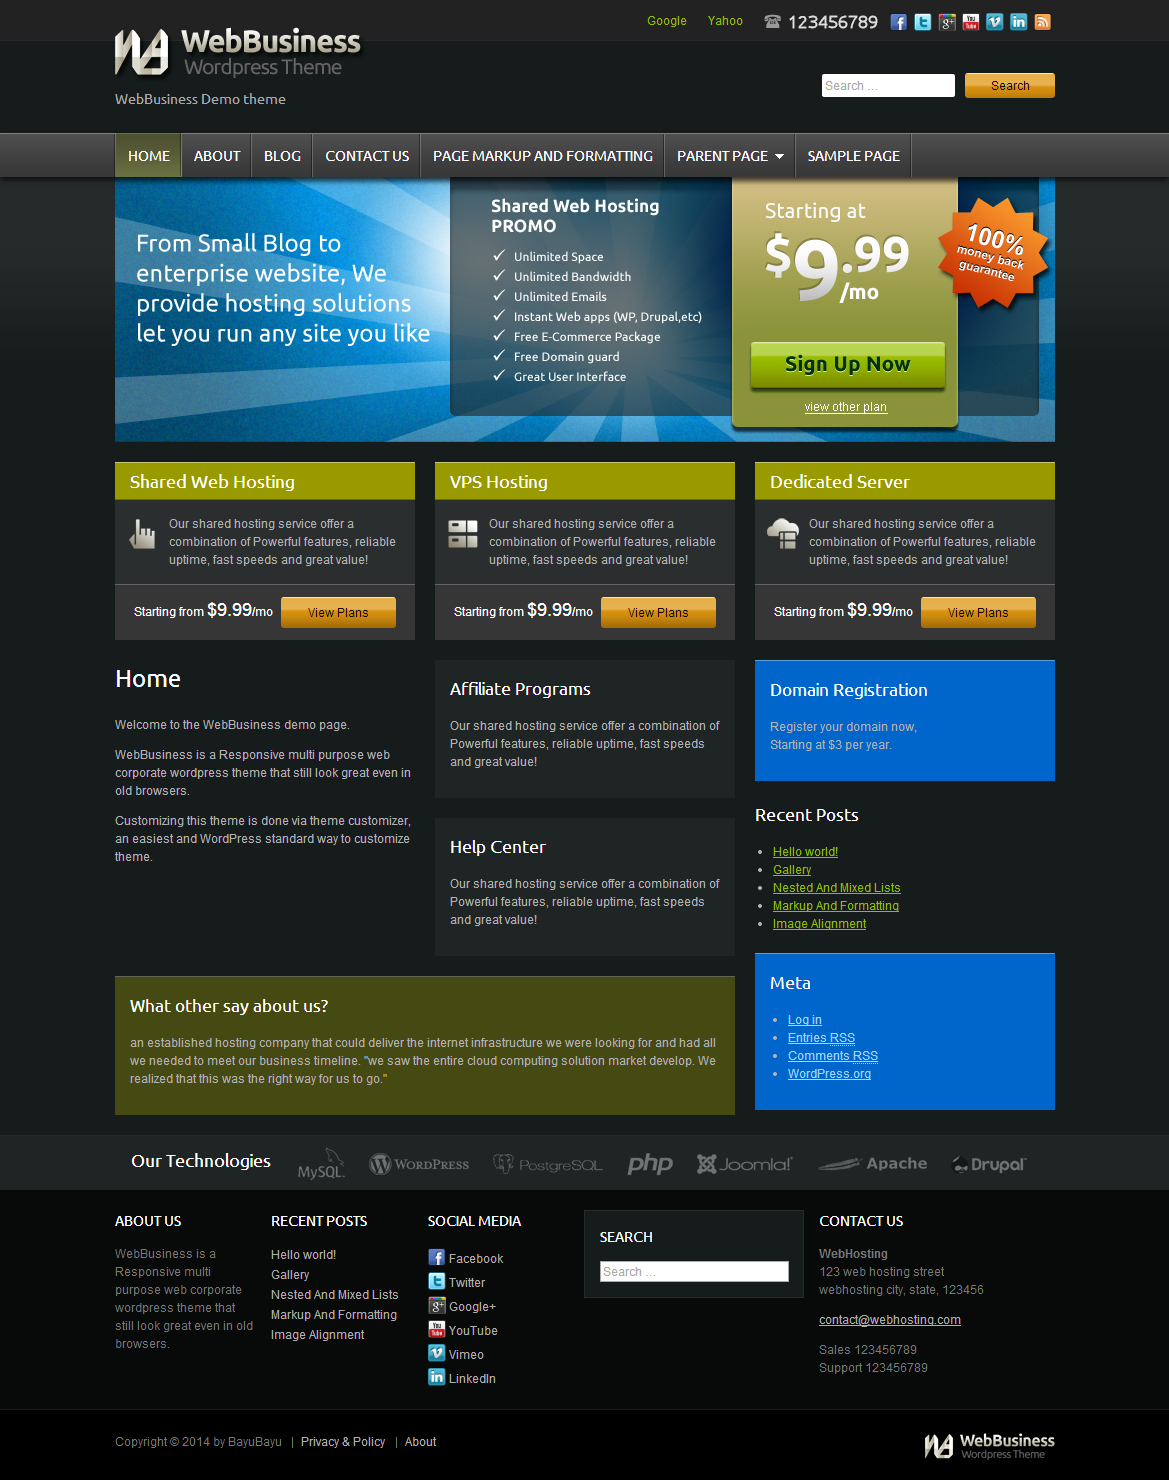 Google Yahoo 123456789
WebBusiness
Wordpress Theme
WebBusiness Demo theme
Search ... Search
HOME ABOUT BLOG CONTACT US PAGE MARKUP AND FORMATTING PARENT PAGE SAMPLE PAGE
From Small Blog to
enterprise website, We
provide hosting solutions
let you run any site you like
Shared Web Hosting
PROMO
Unlimited Space
Unlimited Bandwidth
Unlimited Emails
Instant Web apps (WP, Drupal,etc)
Free E-Commerce Package
Free Domain guard
Great User Interface
Starting at
$9.99
/mo
Sign Up Now
view other plan
100%
money back
guarantee
Shared Web Hosting
Our shared hosting service offer a
combination of Powerful features, reliable
uptime, fast speeds and great value!
Starting from $9.99/mo View Plans
VPS Hosting
Our shared hosting service offer a
combination of Powerful features, reliable
uptime, fast speeds and great value!
Starting from $9.99/mo View Plans
Dedicated Server
Our shared hosting service offer a
combination of Powerful features, reliable
uptime, fast speeds and great value!
Starting from $9.99/mo View Plans
Home
Welcome to the WebBusiness demo page.
WebBusiness is a Responsive multi purpose web
corporate wordpress theme that still look great even in
old browsers.
Customizing this theme is done via theme customizer,
an easiest and WordPress standard way to customize
theme.
Affiliate Programs
Our shared hosting service offer a combination of
Powerful features, reliable uptime, fast speeds
and great value!
Help Center
Our shared hosting service offer a combination of
Powerful features, reliable uptime, fast speeds
and great value!
Domain Registration
Register your domain now,
Starting at $3 per year.
Recent Posts
Hello world!
Gallery
Nested And Mixed Lists
Markup And Formatting
Image Alignment
What other say about us?
an established hosting company that could deliver the internet infrastructure we were looking for and had all
we needed to meet our business timeline. "we saw the entire cloud computing solution market develop. We
realized that this was the right way for us to go."
Meta
Log in
Entries RSS
Comments RSS
WordPress.org
Our Technologies MySQL WordPress PostgreSQL php Joomla! Apache Drupal
ABOUT US
WebBusiness is a
Responsive multi
purpose web corporate
wordpress theme that
still look great even in old
browsers.
RECENT POSTS
Hello world!
Gallery
Nested And Mixed Lists
Markup And Formatting
Image Alignment
SOCIAL MEDIA
Facebook
Twitter
Google+
YouTube
Vimeo
LinkedIn
SEARCH
Search ...
CONTACT US
WebHosting
123 web hosting street
webhosting city, state, 123456
contact@webhosting.com
Sales 123456789
Support 123456789
Copyright © 2014 by BayuBayu | Privacy & Policy | About
WebBusiness
Wordpress Theme